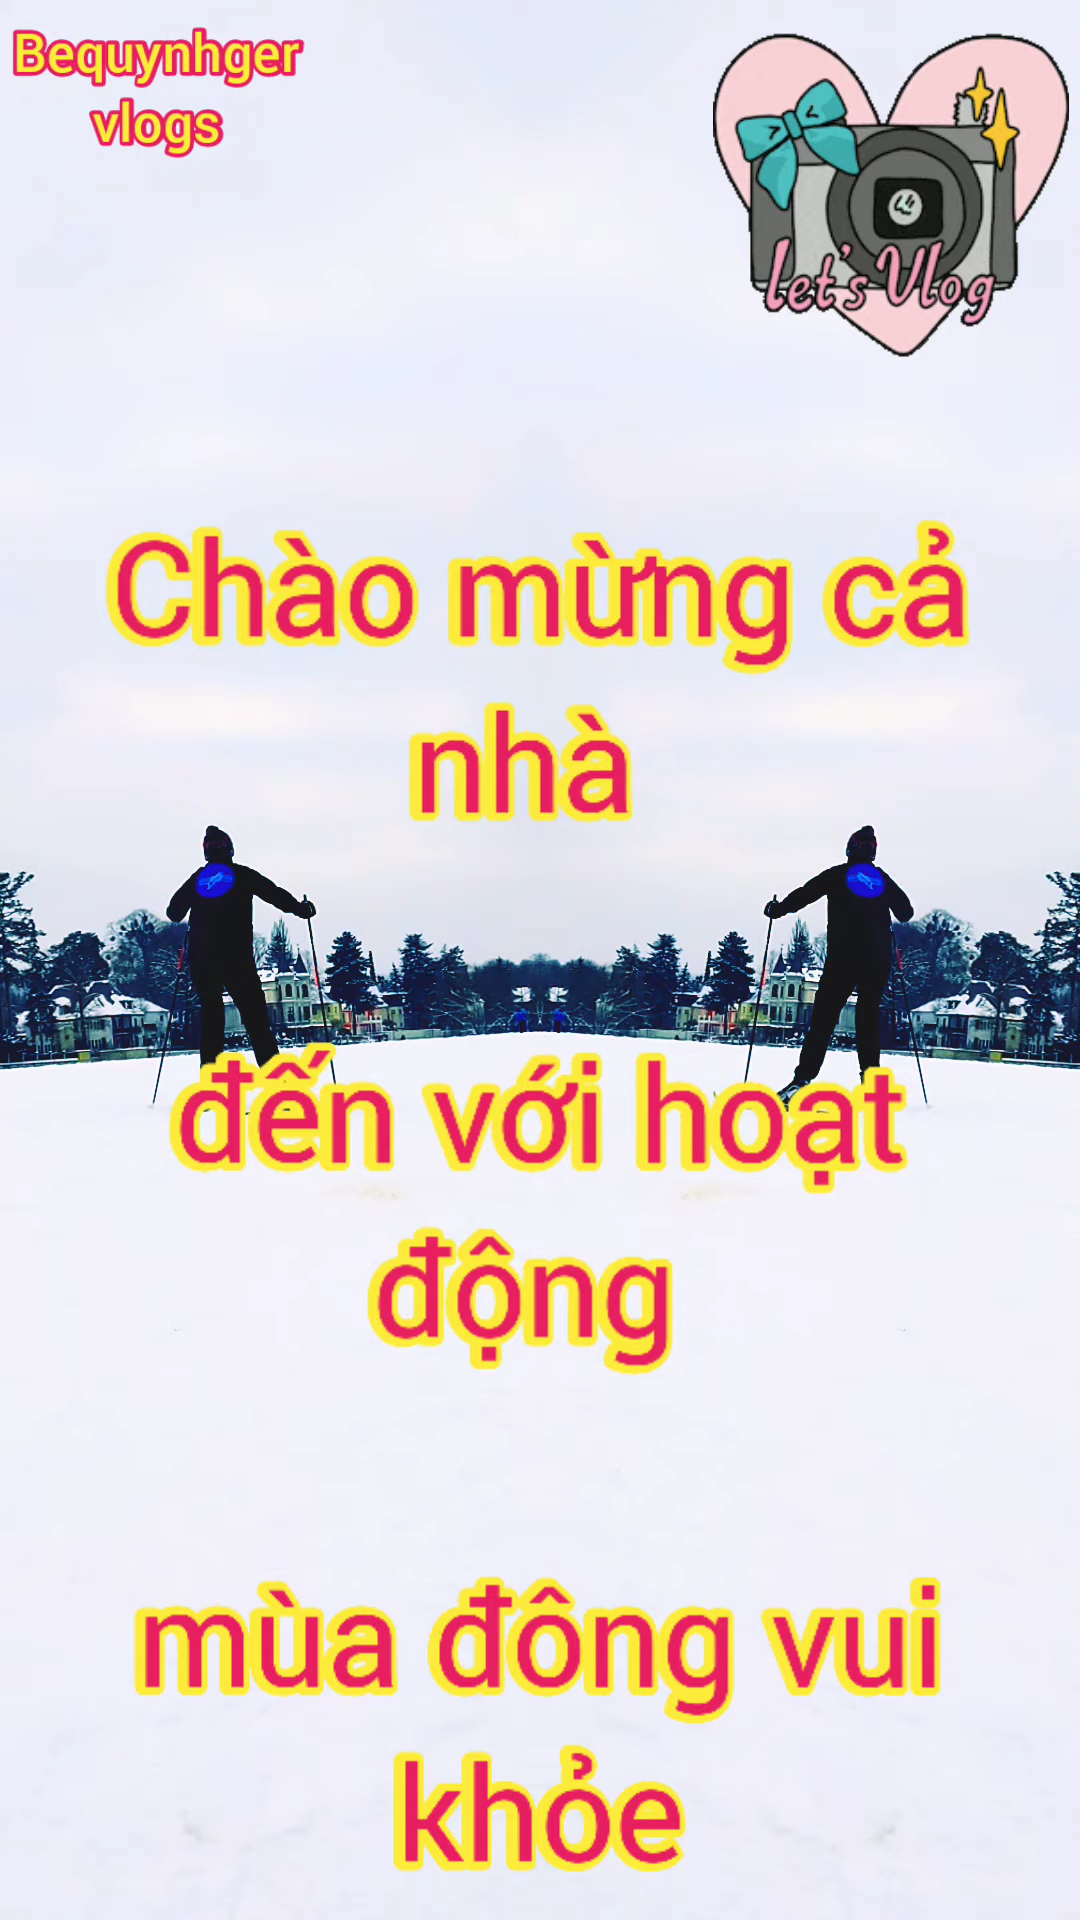 Bequynhger
vlogs
let's Vlog
Chào mừng cả
nhà
đến với hoạt
động
mùa đông vui
khỏe